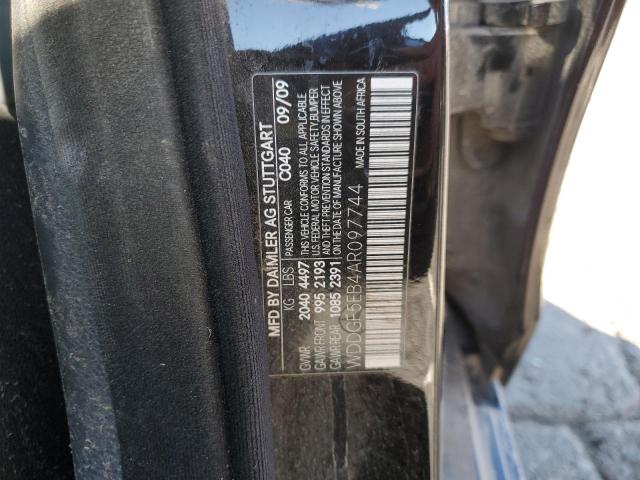 MFD BY DAIMLER AG STUTTGART
PASSENGER CAR C040 09/09
KG LBS
GVWR 2040 4497
GAWR FRONT 995 2193
GAWR REAR 1085 2391
THIS VEHICLE CONFORMS TO ALL APPLICABLE
U.S. FEDERAL MOTOR VEHICLE SAFETY, BUMPER
AND THEFT PREVENTION STANDARDS IN EFFECT
ON THE DATE OF MANUFACTURE SHOWN ABOVE
WDDGF5EB4AR097744
MADE IN SOUTH AFRICA